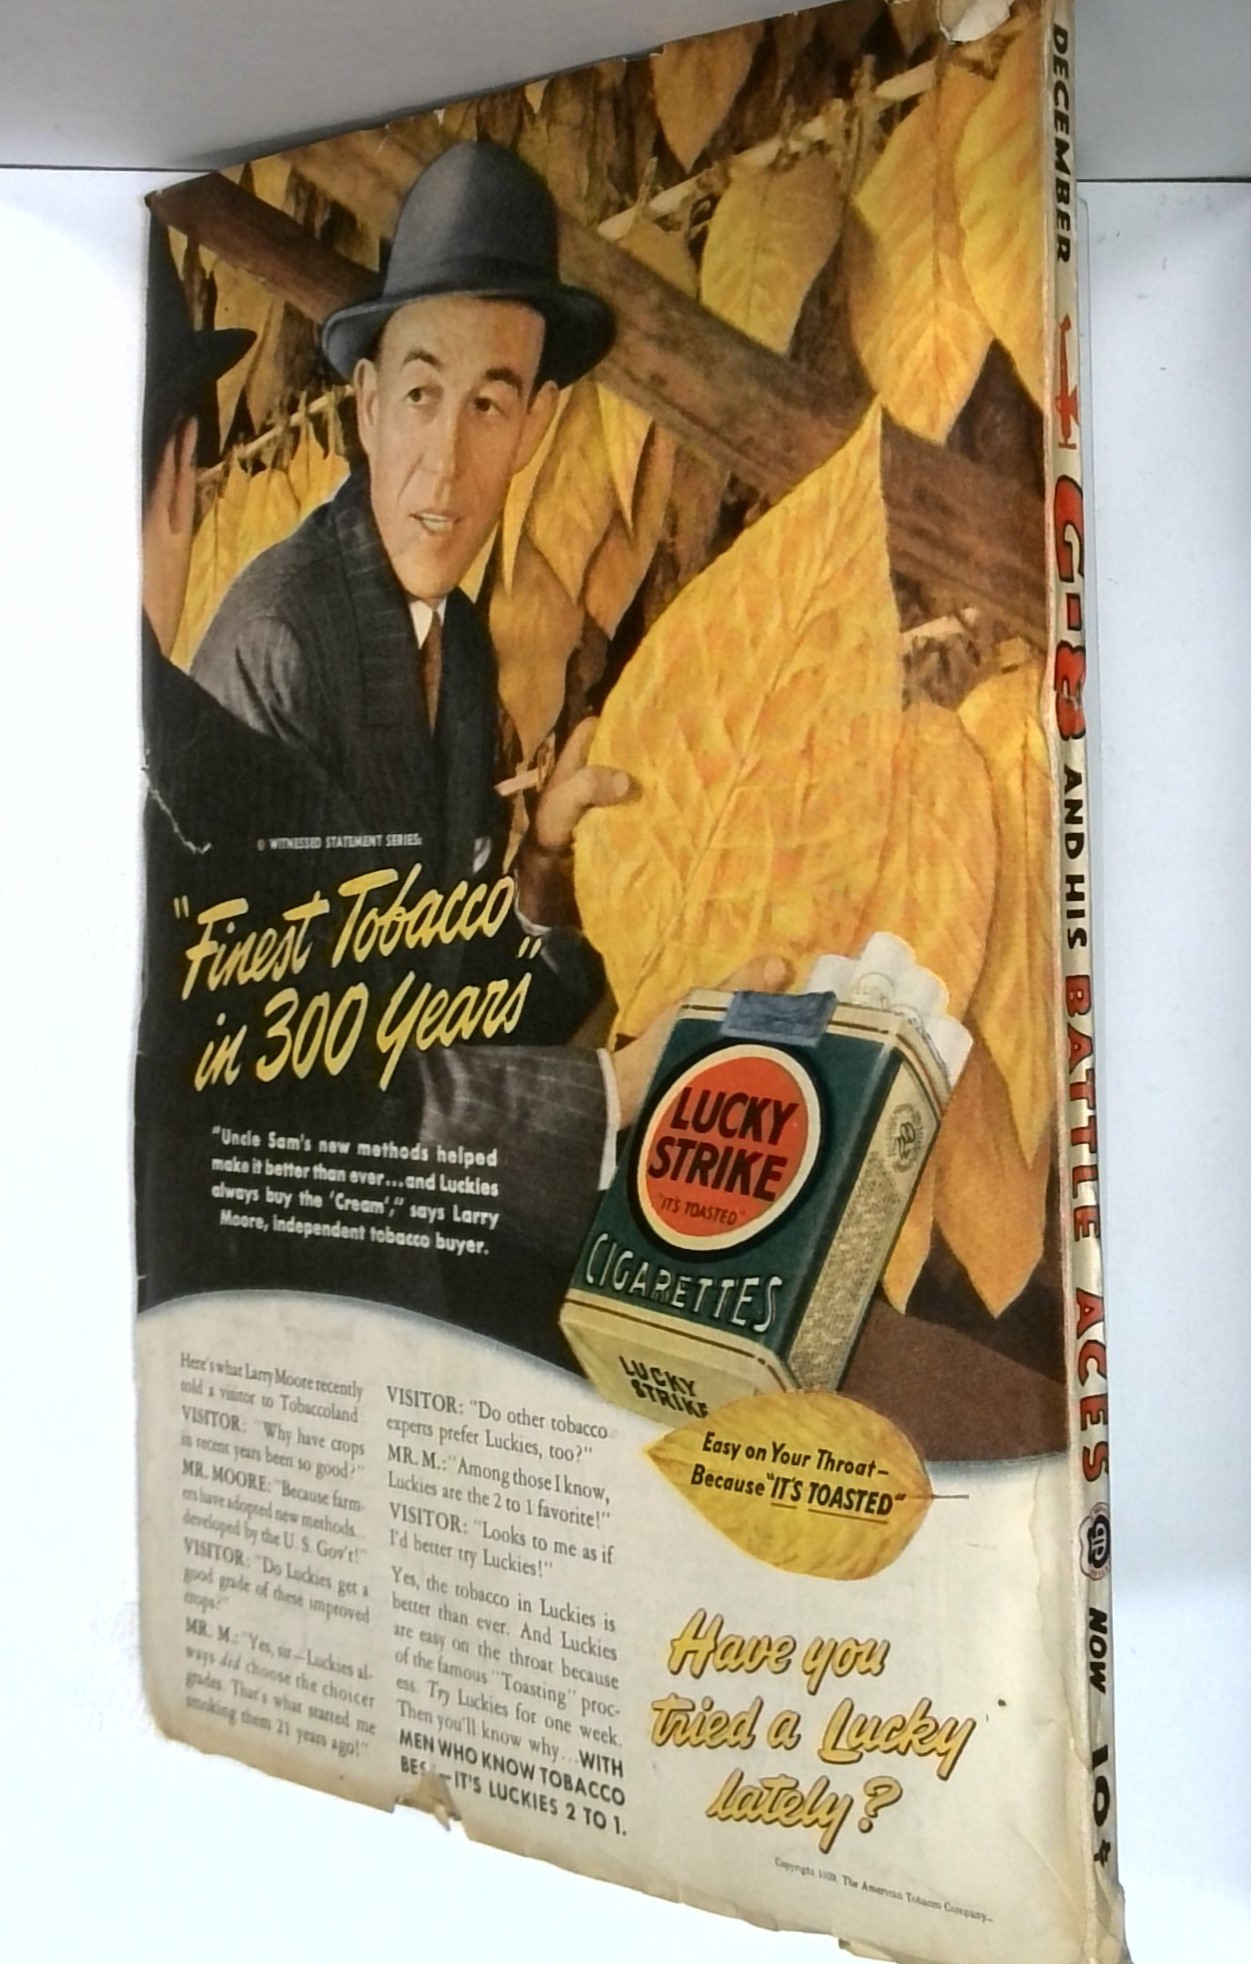 © WITNESSED STATEMENT SERIES:
"Finest Tobacco
in 300 Years"
"Uncle Sam's new methods helped
make it better than ever...and Luckies
always buy the 'Cream'," says Larry
Moore, independent tobacco buyer.
LUCKY
STRIKE
"IT'S TOASTED"
CIGARETTES
LUCKY
STRIKE
Here's what Larry Moore recently
told a visitor to Tobaccoland
VISITOR: "Why have crops
in recent years been so good?"
MR. MOORE: "Because farm-
ers have adopted new methods
developed by the U. S. Gov't!"
VISITOR: "Do Luckies get a
good grade of these improved
crops?"
MR. M.: "Yes, sir—Luckies al-
ways did choose the choicer
grades. That's what started me
smoking them 21 years ago!"
VISITOR: "Do other tobacco
experts prefer Luckies, too?"
MR. M.: "Among those I know,
Luckies are the 2 to 1 favorite!"
VISITOR: "Looks to me as if
I'd better try Luckies!"
Yes, the tobacco in Luckies is
better than ever. And Luckies
are easy on the throat because
of the famous "Toasting" proc-
ess. Try Luckies for one week.
Then you'll know why...WITH
MEN WHO KNOW TOBACCO
BES—IT'S LUCKIES 2 TO 1.
Easy on Your Throat—
Because "IT'S TOASTED"
Have you
tried a Lucky
lately?
Copyright 1939, The American Tobacco Company
DECEMBER G-8 AND HIS BATTLE ACES NOW 10¢